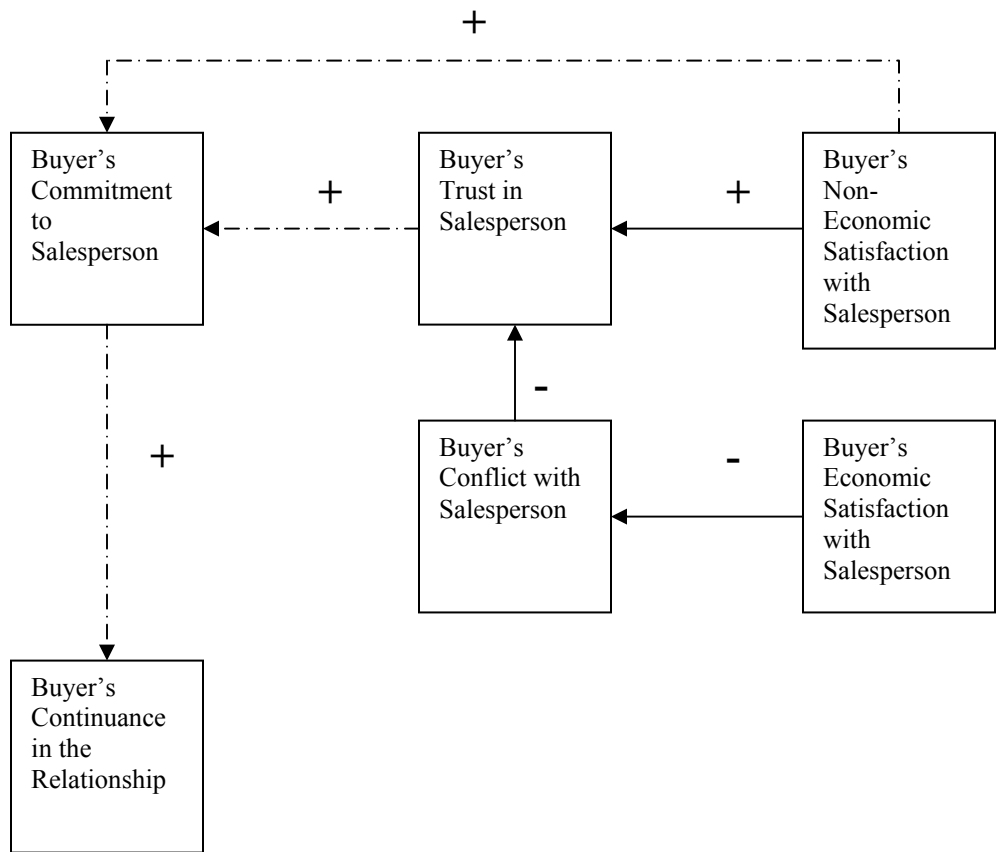 +
Buyer’s
Commitment
to
Salesperson
+
Buyer’s
Trust in
Salesperson
+
Buyer’s
Non-
Economic
Satisfaction
with
Salesperson
-
Buyer’s
Conflict with
Salesperson
-
Buyer’s
Economic
Satisfaction
with
Salesperson
+
Buyer’s
Continuance
in the
Relationship